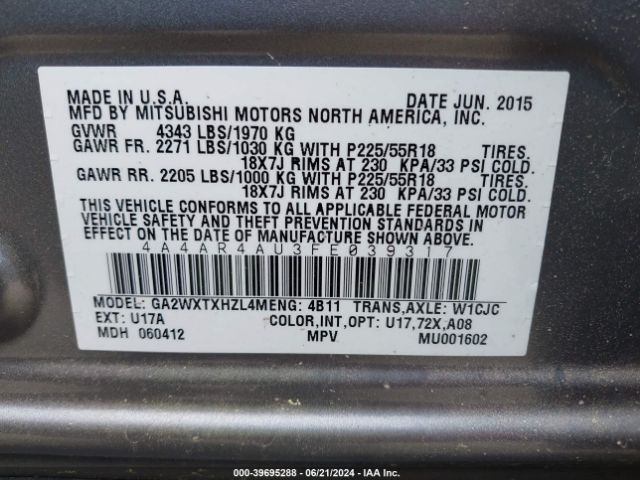 MADE IN U.S.A. DATE JUN. 2015
MFD BY MITSUBISHI MOTORS NORTH AMERICA, INC.
GVWR 4343 LBS/1970 KG
GAWR FR. 2271 LBS/1030 KG WITH P225/55R18 TIRES.
18X7J RIMS AT 230 KPA/33 PSI COLD.
GAWR RR. 2205 LBS/1000 KG WITH P225/55R18 TIRES.
18X7J RIMS AT 230 KPA/33 PSI COLD.
THIS VEHICLE CONFORMS TO ALL APPLICABLE FEDERAL MOTOR
VEHICLE SAFETY AND THEFT PREVENTION STANDARDS IN EFFECT
ON THE DATE OF MANUFACTURE SHOWN ABOVE.
4A4AR4AU3FE039317
MODEL: GA2WXTXHZL4MENG: 4B11 TRANS,AXLE: W1CJC
EXT: U17A COLOR,INT,OPT: U17,72X,A08
MDH 060412 MPV MU001602
000-39695288 - 06/21/2024 - IAA Inc.